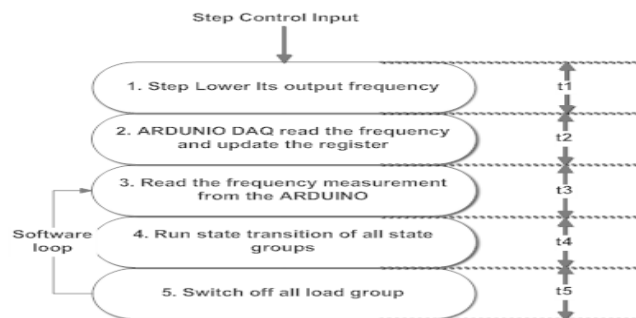 Step Control Input
1. Step Lower Its output frequency
t1
2. ARDUNIO DAQ read the frequency
and update the register
t2
3. Read the frequency measurement
from the ARDUINO
t3
Software
loop
4. Run state transition of all state
groups
t4
5. Switch off all load group
t5